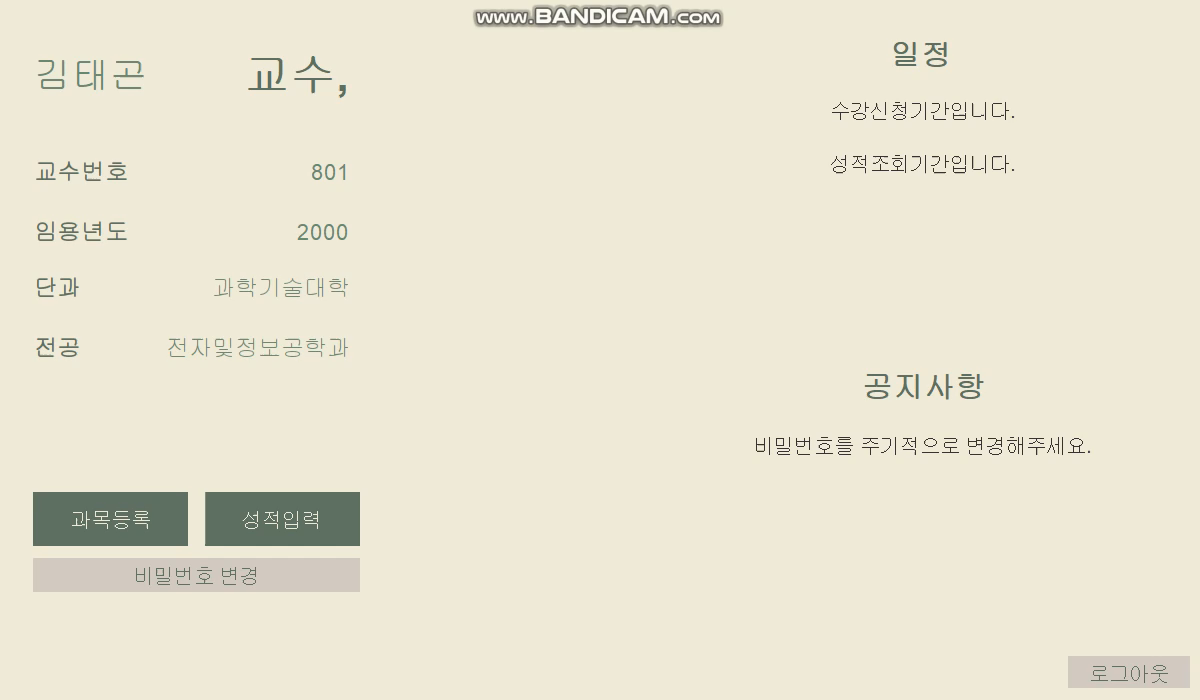 www.BANDICAM.com
김태곤 교수,
교수번호 801
임용년도 2000
단과 과학기술대학
전공 전자및정보공학과
과목등록 성적입력
비밀번호 변경
일정
수강신청기간입니다.
성적조회기간입니다.
공지사항
비밀번호를 주기적으로 변경해주세요.
로그아웃